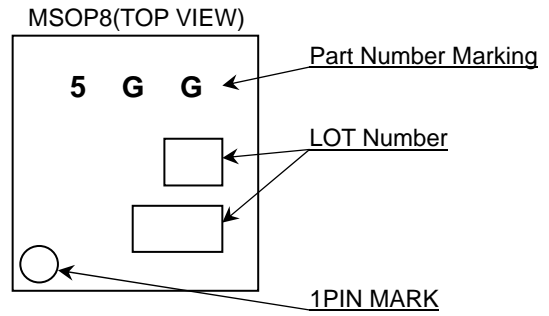 MSOP8(TOP VIEW)
Part Number Marking
5 G G
LOT Number
1PIN MARK